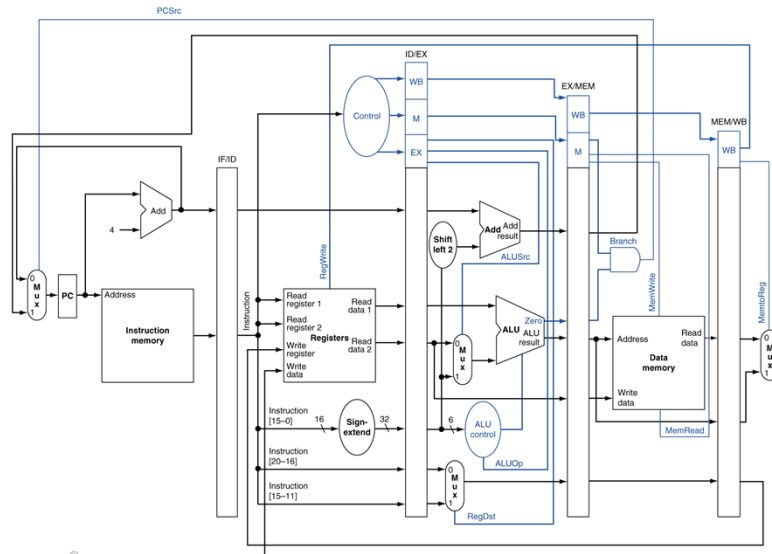 PCSrc
ID/EX
WB
EX/MEM
Control
M
WB
MEM/WB
EX
M
WB
IF/ID
Add
4
Add
Add
result
Shift
left 2
ALUSrc
Branch
RegWrite
MemWrite
MemtoReg
0
M
u
x
1
PC
Address
Instruction
memory
Instruction
Read
register 1
Read
register 2
Write
register
Write
data
Registers
Read
data 1
Read
data 2
0
M
u
x
1
Zero
ALU
ALU
result
Address
Write
data
Read
data
Data
memory
MemRead
0
M
u
x
1
Instruction
[15–0]
16
Sign-
extend
32
6
ALU
control
ALUOp
Instruction
[20–16]
Instruction
[15–11]
0
M
u
x
1
RegDst